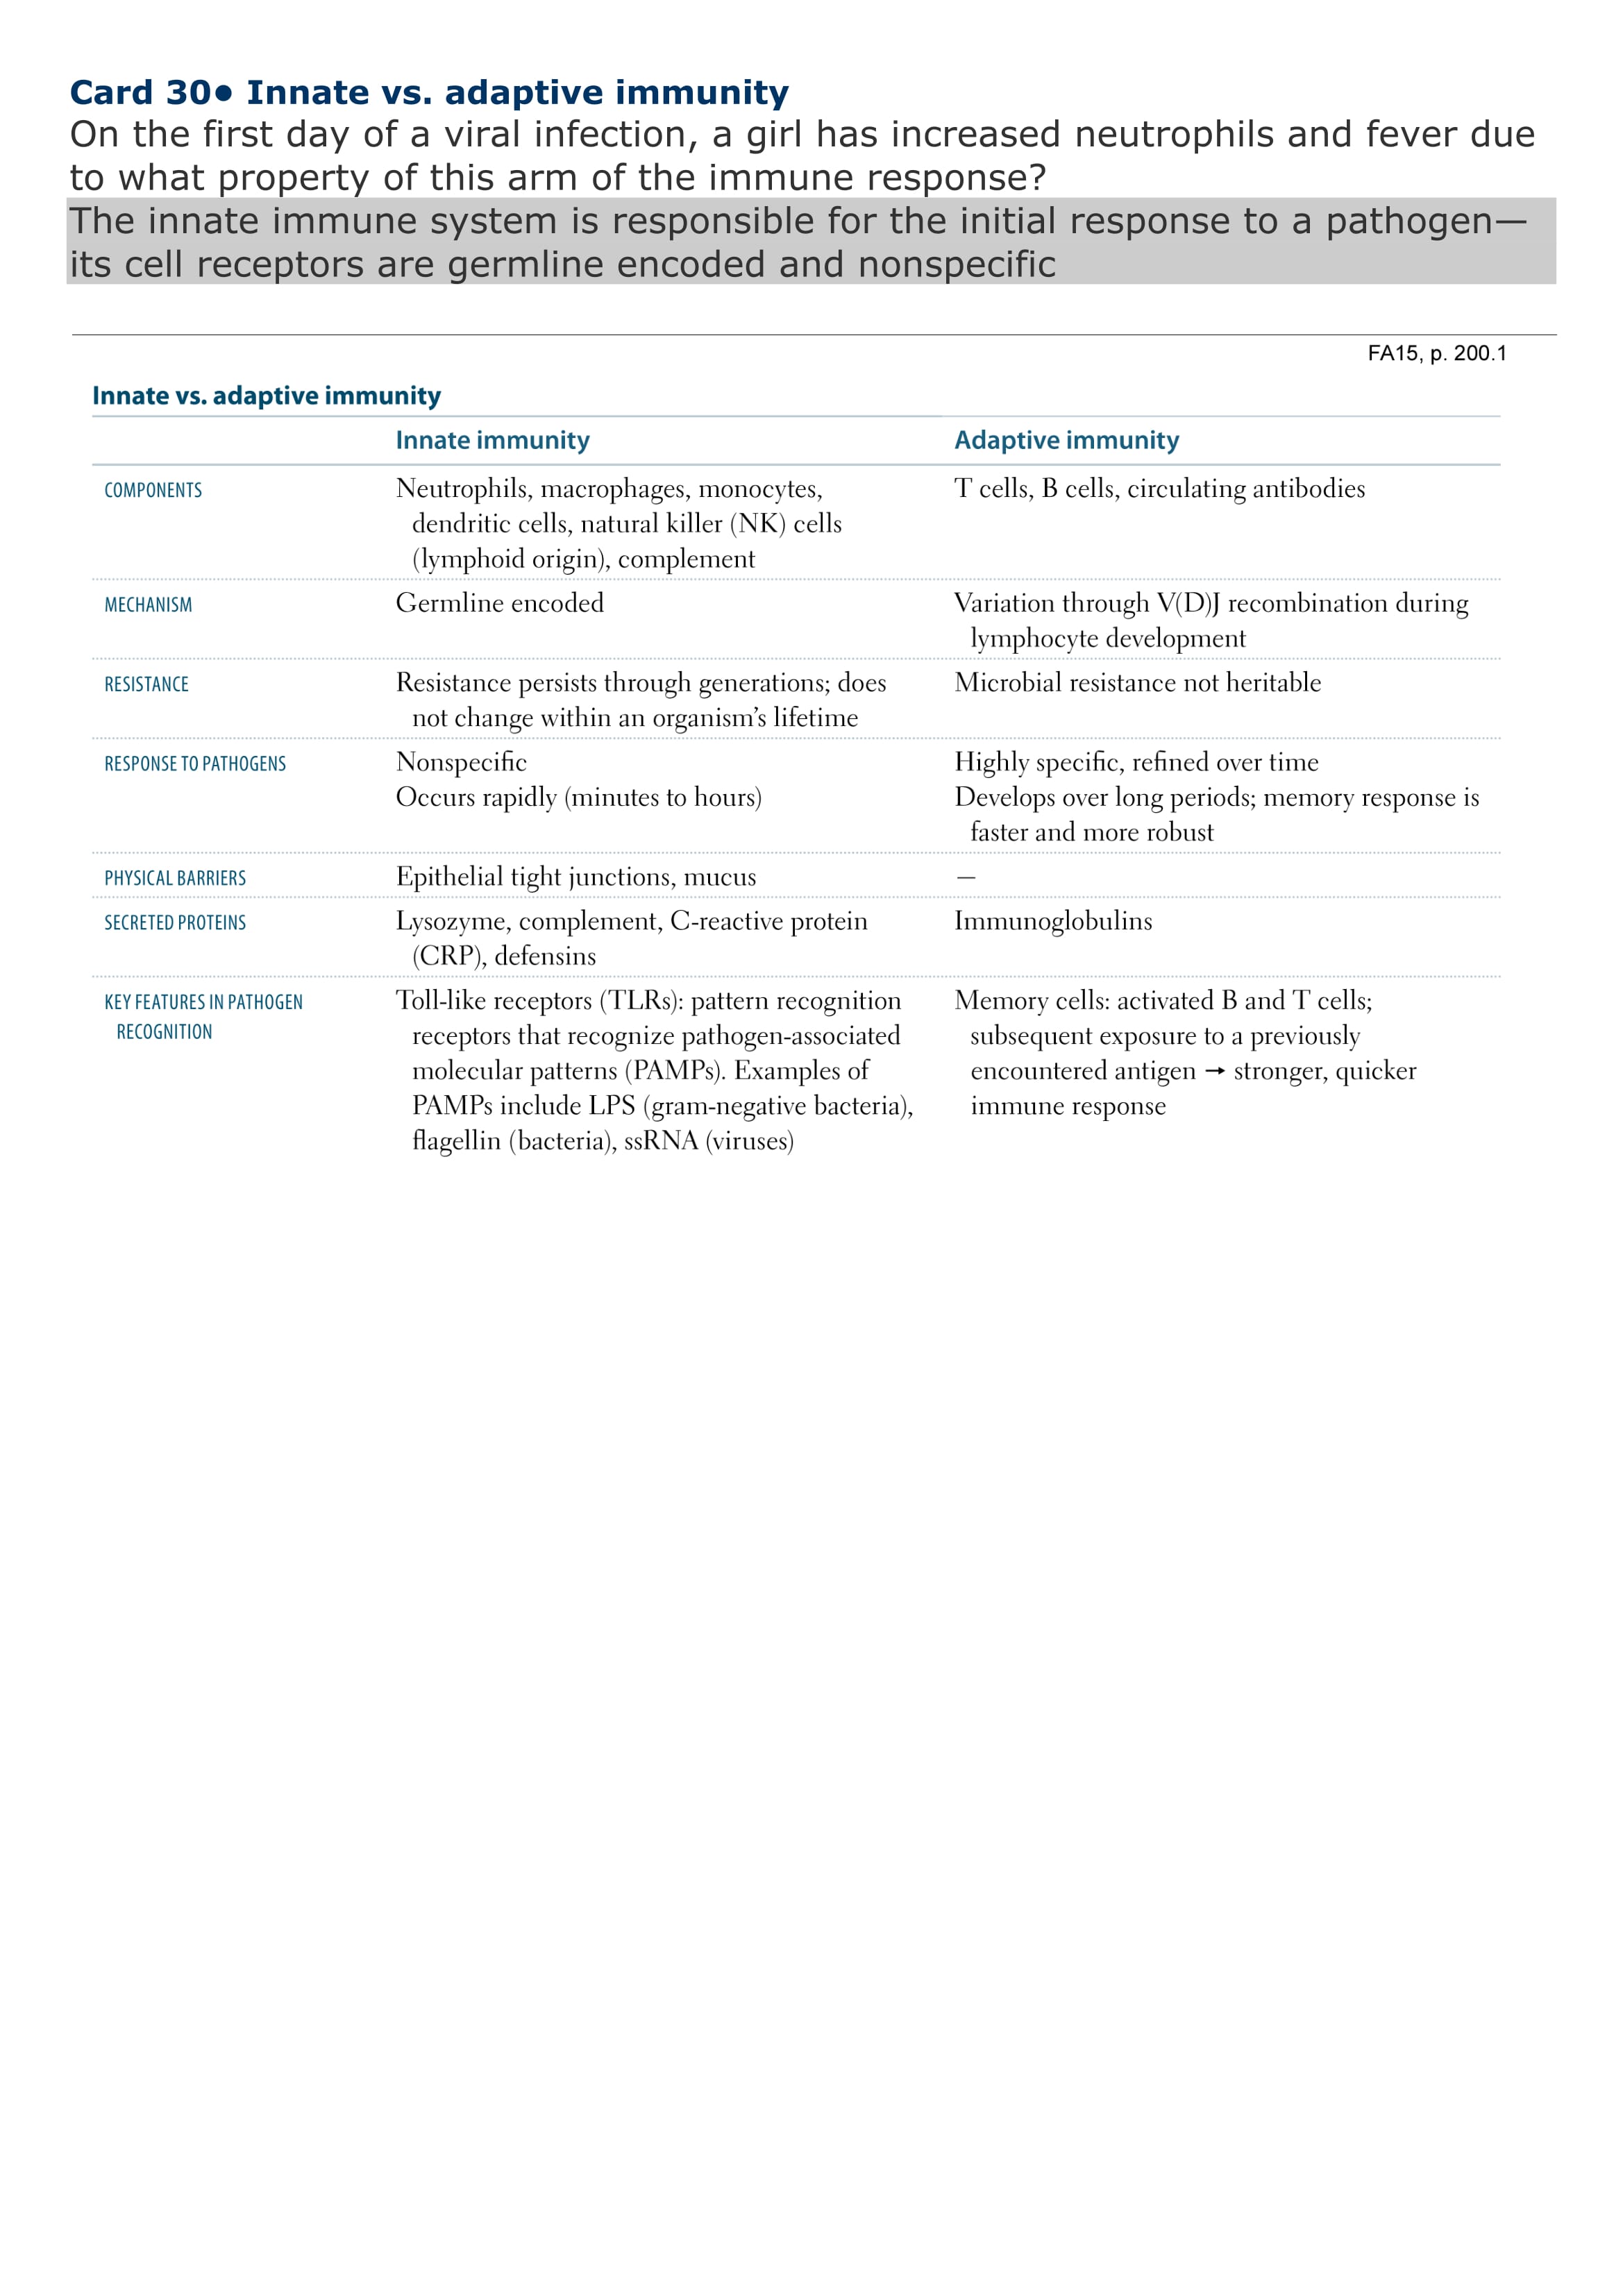 Card 30• Innate vs. adaptive immunity
On the first day of a viral infection, a girl has increased neutrophils and fever due
to what property of this arm of the immune response?
The innate immune system is responsible for the initial response to a pathogen—
its cell receptors are germline encoded and nonspecific
FA15, p. 200.1
Innate vs. adaptive immunity
Innate immunity
Adaptive immunity
COMPONENTS
Neutrophils, macrophages, monocytes,
dendritic cells, natural killer (NK) cells
(lymphoid origin), complement
T cells, B cells, circulating antibodies
MECHANISM
Germline encoded
Variation through V(D)J recombination during
lymphocyte development
RESISTANCE
Resistance persists through generations; does
not change within an organism’s lifetime
Microbial resistance not heritable
RESPONSE TO PATHOGENS
Nonspecific
Occurs rapidly (minutes to hours)
Highly specific, refined over time
Develops over long periods; memory response is
faster and more robust
PHYSICAL BARRIERS
Epithelial tight junctions, mucus
—
SECRETED PROTEINS
Lysozyme, complement, C-reactive protein
(CRP), defensins
Immunoglobulins
KEY FEATURES IN PATHOGEN
RECOGNITION
Toll-like receptors (TLRs): pattern recognition
receptors that recognize pathogen-associated
molecular patterns (PAMPs). Examples of
PAMPs include LPS (gram-negative bacteria),
flagellin (bacteria), ssRNA (viruses)
Memory cells: activated B and T cells;
subsequent exposure to a previously
encountered antigen → stronger, quicker
immune response